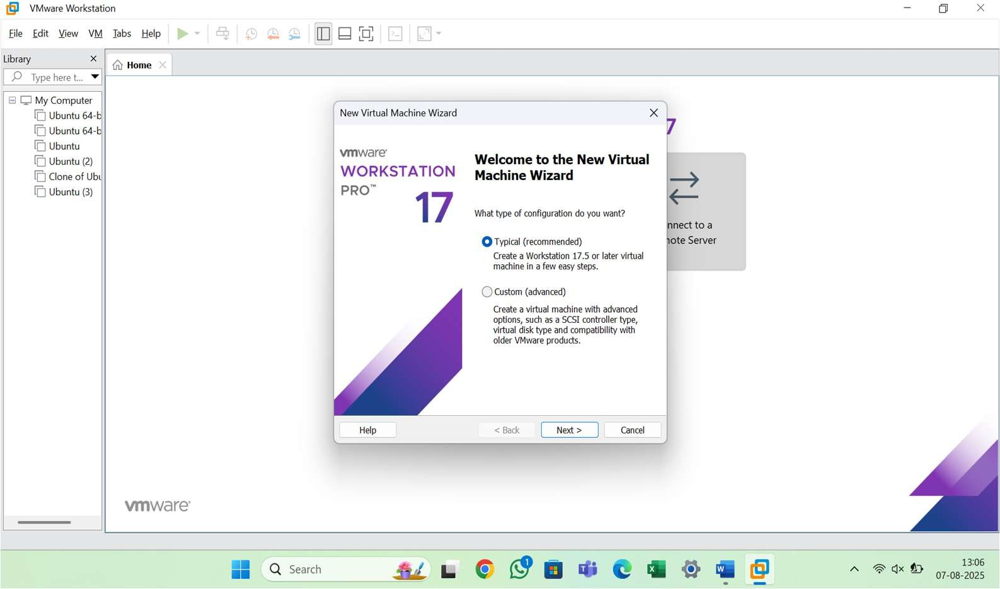 VMware Workstation
File Edit View VM Tabs Help
Library
Type here t...
Home
My Computer
Ubuntu 64-b
Ubuntu 64-b
Ubuntu
Ubuntu (2)
Clone of Ubu
Ubuntu (3)
New Virtual Machine Wizard
vmware®
WORKSTATION
PRO™
17
Welcome to the New Virtual
Machine Wizard
What type of configuration do you want?
Typical (recommended)
Create a Workstation 17.5 or later virtual
machine in a few easy steps.
Custom (advanced)
Create a virtual machine with advanced
options, such as a SCSI controller type,
virtual disk type and compatibility with
older VMware products.
Help
< Back
Next >
Cancel
7
nnect to a
note Server
vmware®
Search
1
13:06
07-08-2025